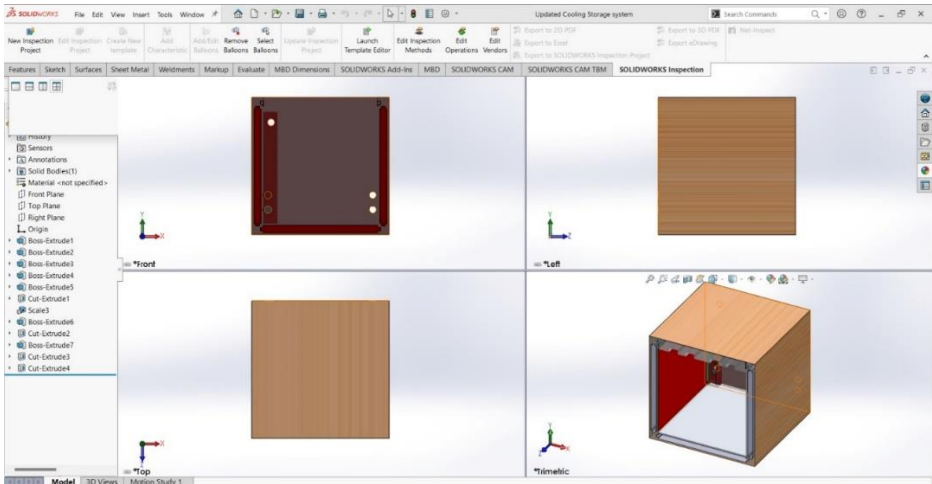 SOLIDWORKS File Edit View Insert Tools Window Updated Cooling Storage system Search Commands
New Inspection Project
Edit Inspection Project
Create New template
Add Characteristic
Add/Edit Balloons
Remove Balloons
Select Balloons
Update Inspection Project
Launch Template Editor
Edit Inspection Methods
Edit Operations
Edit Vendors
Export to 2D PDF
Export to Excel
Export to SOLIDWORKS Inspection Project
Export to 3D PDF
Export eDrawing
Net-Inspect
Features Sketch Surfaces Sheet Metal Weldments Markup Evaluate MBD Dimensions SOLIDWORKS Add-Ins MBD SOLIDWORKS CAM SOLIDWORKS CAM TBM SOLIDWORKS Inspection
History
Sensors
Annotations
Solid Bodies(1)
Material <not specified>
Front Plane
Top Plane
Right Plane
Origin
Boss-Extrude1
Boss-Extrude2
Boss-Extrude3
Boss-Extrude4
Boss-Extrude5
Cut-Extrude1
Scale3
Boss-Extrude6
Cut-Extrude2
Boss-Extrude7
Cut-Extrude3
Cut-Extrude4
Y
X
*Front
Y
Z
*Left
X
Z
*Top
Y
*Trimetric
Model 3D Views Motion Study 1